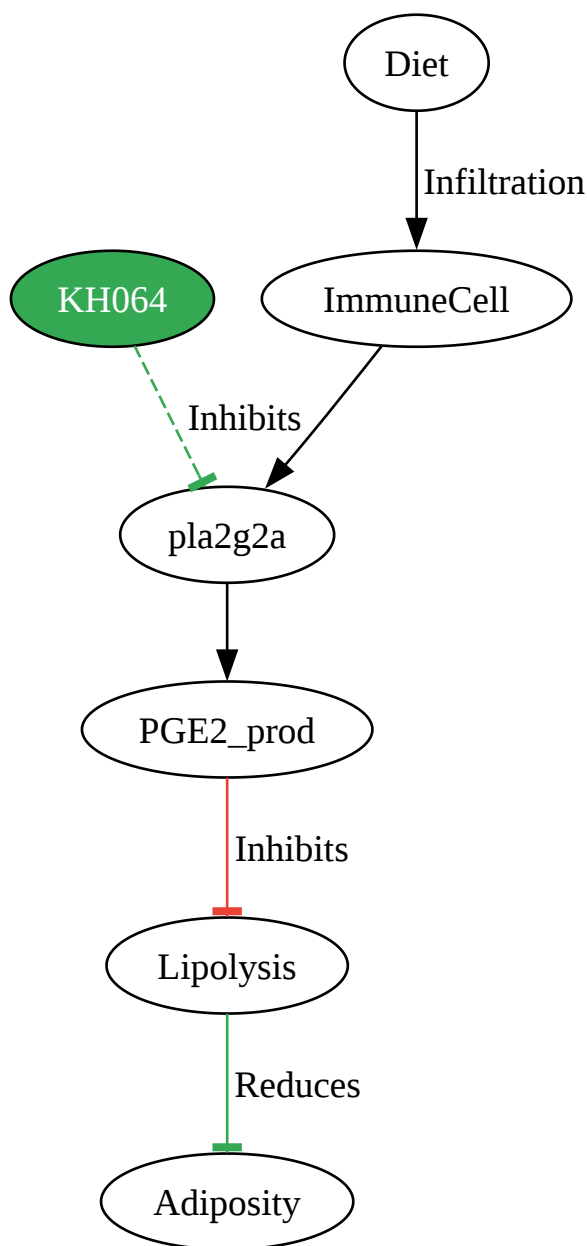 Diet
Infiltration
KH064
ImmuneCell
Inhibits
pla2g2a
PGE2_prod
Inhibits
Lipolysis
Reduces
Adiposity